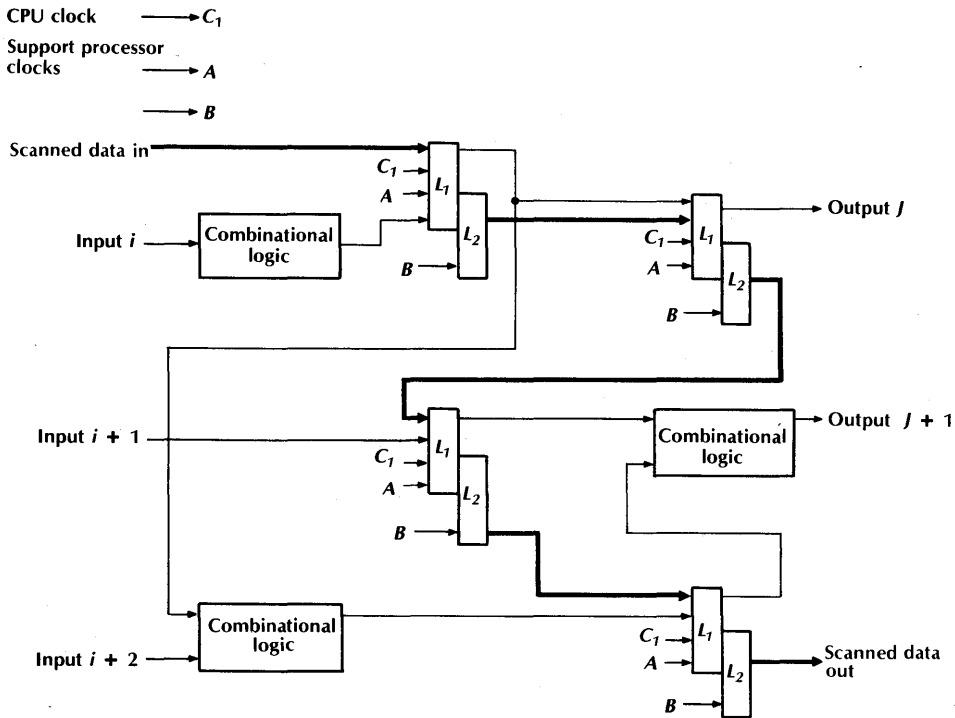 CPU clock
C₁
Support processor
clocks
A
B
Scanned data in
C₁
A
L₁
L₂
B
Input i
Combinational
logic
C₁
A
L₁
L₂
B
Output J
Input i + 1
C₁
A
L₁
L₂
B
Combinational
logic
Output J + 1
Input i + 2
Combinational
logic
C₁
A
L₁
L₂
B
Scanned data
out